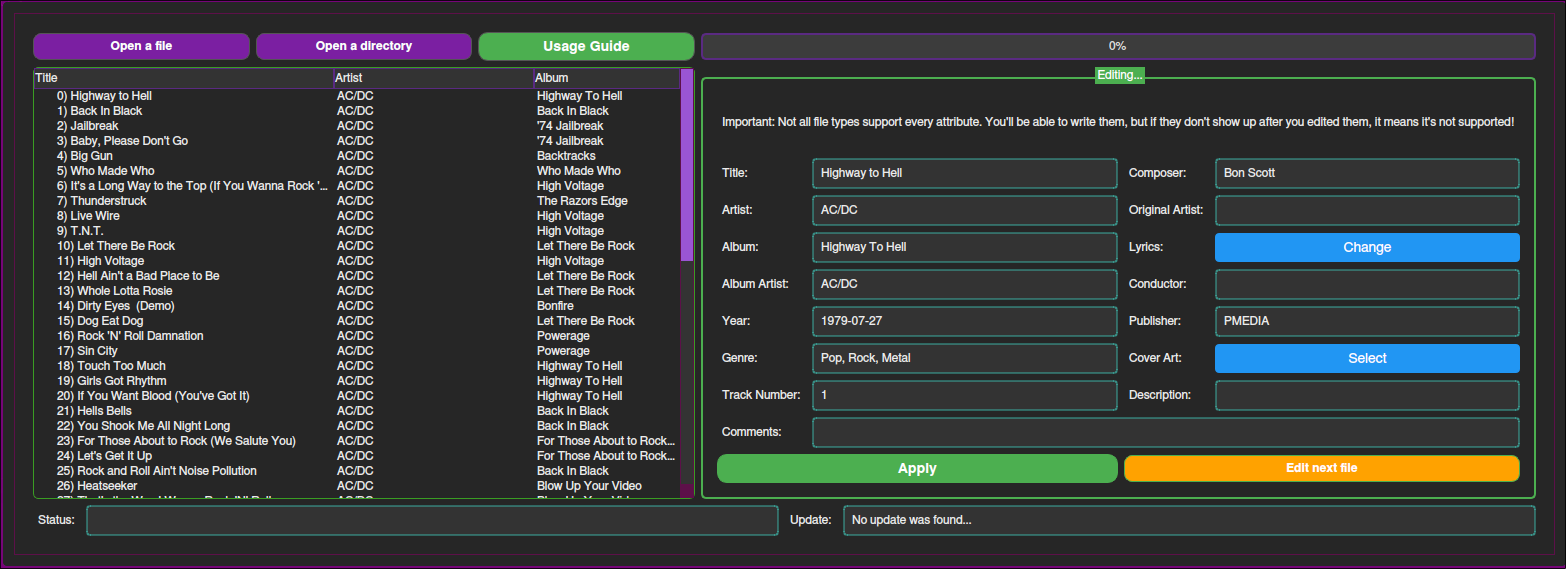 Open a file Open a directory Usage Guide 0%
Title Artist Album
0) Highway to Hell AC/DC Highway To Hell
1) Back In Black AC/DC Back In Black
2) Jailbreak AC/DC '74 Jailbreak
3) Baby, Please Don't Go AC/DC '74 Jailbreak
4) Big Gun AC/DC Backtracks
5) Who Made Who AC/DC Who Made Who
6) It's a Long Way to the Top (If You Wanna Rock '... AC/DC High Voltage
7) Thunderstruck AC/DC The Razors Edge
8) Live Wire AC/DC High Voltage
9) T.N.T. AC/DC High Voltage
10) Let There Be Rock AC/DC Let There Be Rock
11) High Voltage AC/DC High Voltage
12) Hell Ain't a Bad Place to Be AC/DC Let There Be Rock
13) Whole Lotta Rosie AC/DC Let There Be Rock
14) Dirty Eyes (Demo) AC/DC Bonfire
15) Dog Eat Dog AC/DC Let There Be Rock
16) Rock 'N' Roll Damnation AC/DC Powerage
17) Sin City AC/DC Powerage
18) Touch Too Much AC/DC Highway To Hell
19) Girls Got Rhythm AC/DC Highway To Hell
20) If You Want Blood (You've Got It) AC/DC Highway To Hell
21) Hells Bells AC/DC Back In Black
22) You Shook Me All Night Long AC/DC Back In Black
23) For Those About to Rock (We Salute You) AC/DC For Those About to Rock...
24) Let's Get It Up AC/DC For Those About to Rock...
25) Rock and Roll Ain't Noise Pollution AC/DC Back In Black
26) Heatseeker AC/DC Blow Up Your Video
Editing...
Important: Not all file types support every attribute. You'll be able to write them, but if they don't show up after you edited them, it means it's not supported!
Title: Highway to Hell Composer: Bon Scott
Artist: AC/DC Original Artist:
Album: Highway To Hell Lyrics: Change
Album Artist: AC/DC Conductor:
Year: 1979-07-27 Publisher: PMEDIA
Genre: Pop, Rock, Metal Cover Art: Select
Track Number: 1 Description:
Comments:
Apply Edit next file
Status: Update: No update was found...